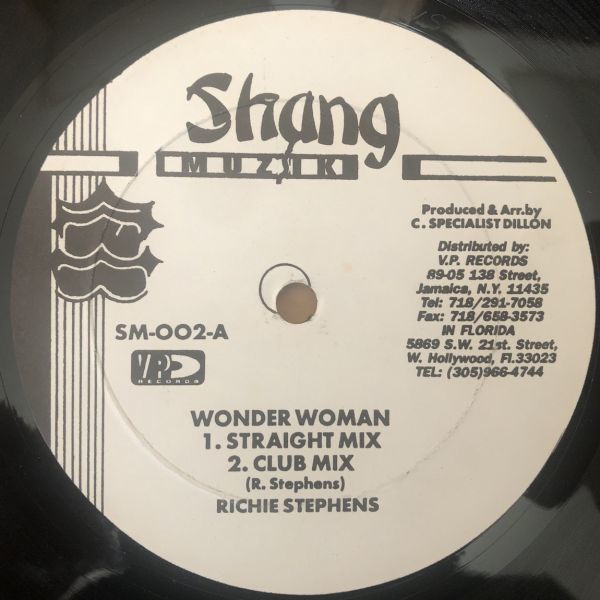 Shang
MUZIK
Produced & Arr.by
C. SPECIALIST DILLON
Distributed by:
V.P. RECORDS
89-05 138 Street,
Jamaica, N.Y. 11435
Tel: 718/291-7058
Fax: 718/658-3573
IN FLORIDA
5869 S.W. 21st. Street,
W. Hollywood, Fl.33023
TEL: (305)966-4744
SM-002-A
VP
RECORDS
WONDER WOMAN
1. STRAIGHT MIX
2. CLUB MIX
(R. Stephens)
RICHIE STEPHENS